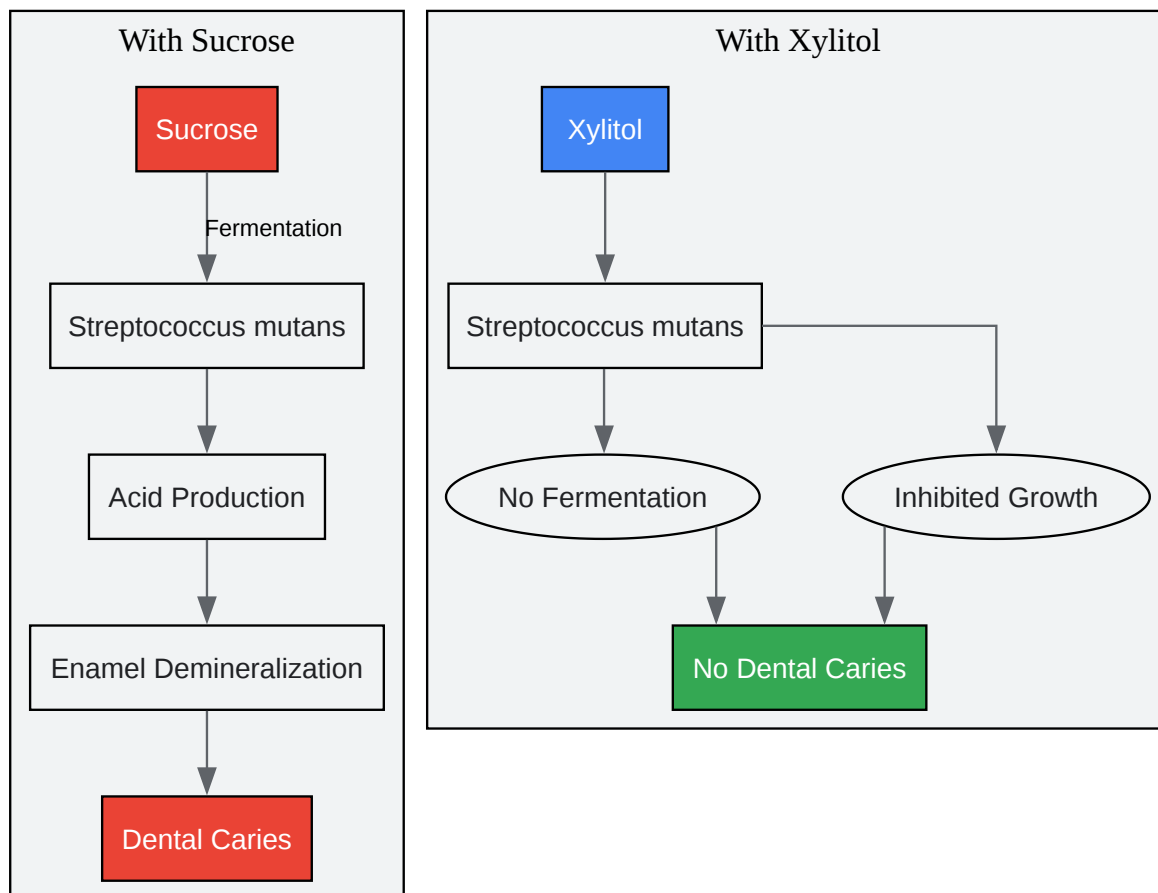 With Sucrose
Sucrose
Fermentation
Streptococcus mutans
Acid Production
Enamel Demineralization
Dental Caries
With Xylitol
Xylitol
Streptococcus mutans
No Fermentation
Inhibited Growth
No Dental Caries